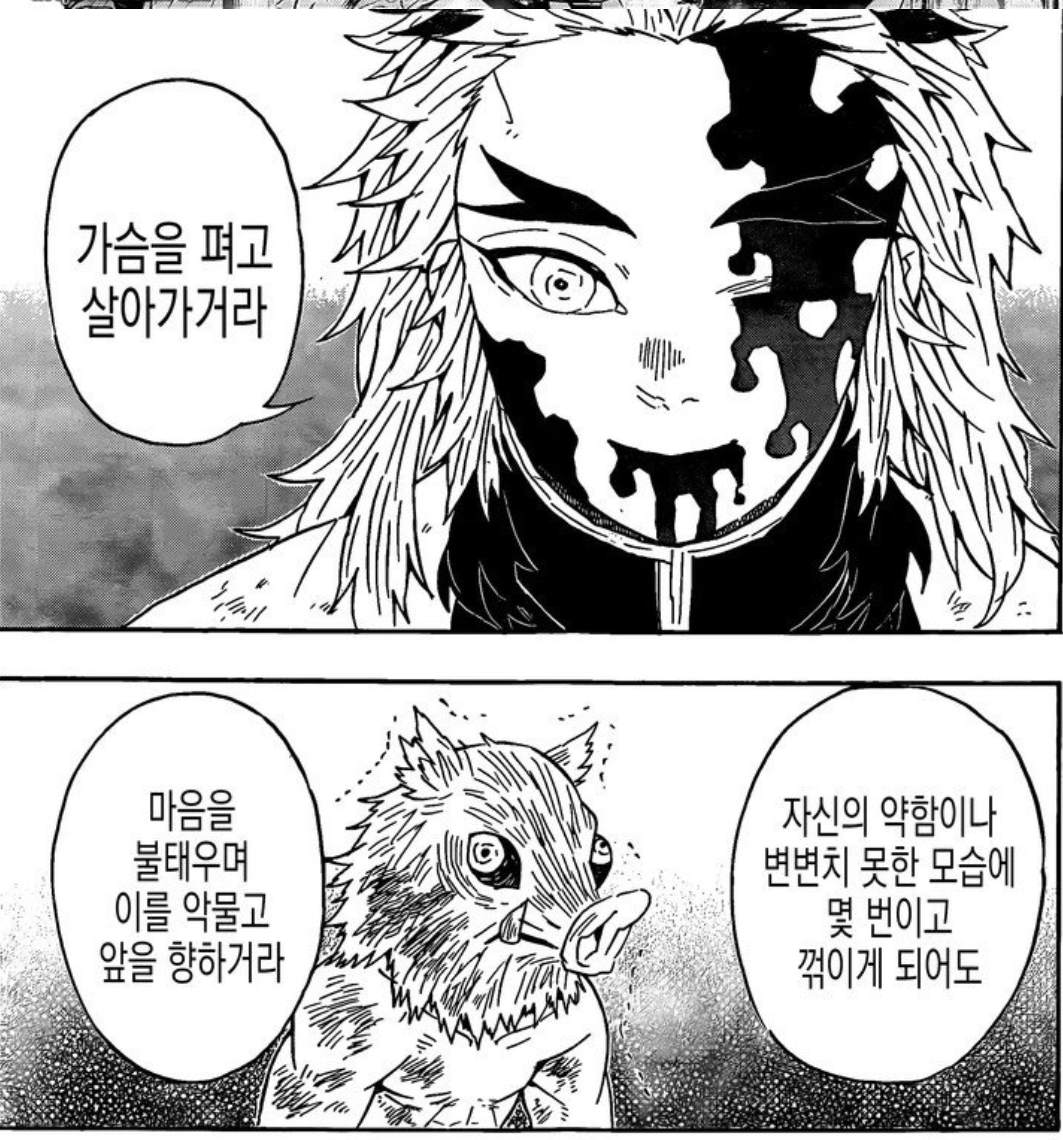 가슴을 펴고
살아가거라
자신의 약함이나
변변치 못한 모습에
몇 번이고
꺾이게 되어도
마음을
불태우며
이를 악물고
앞을 향하거라